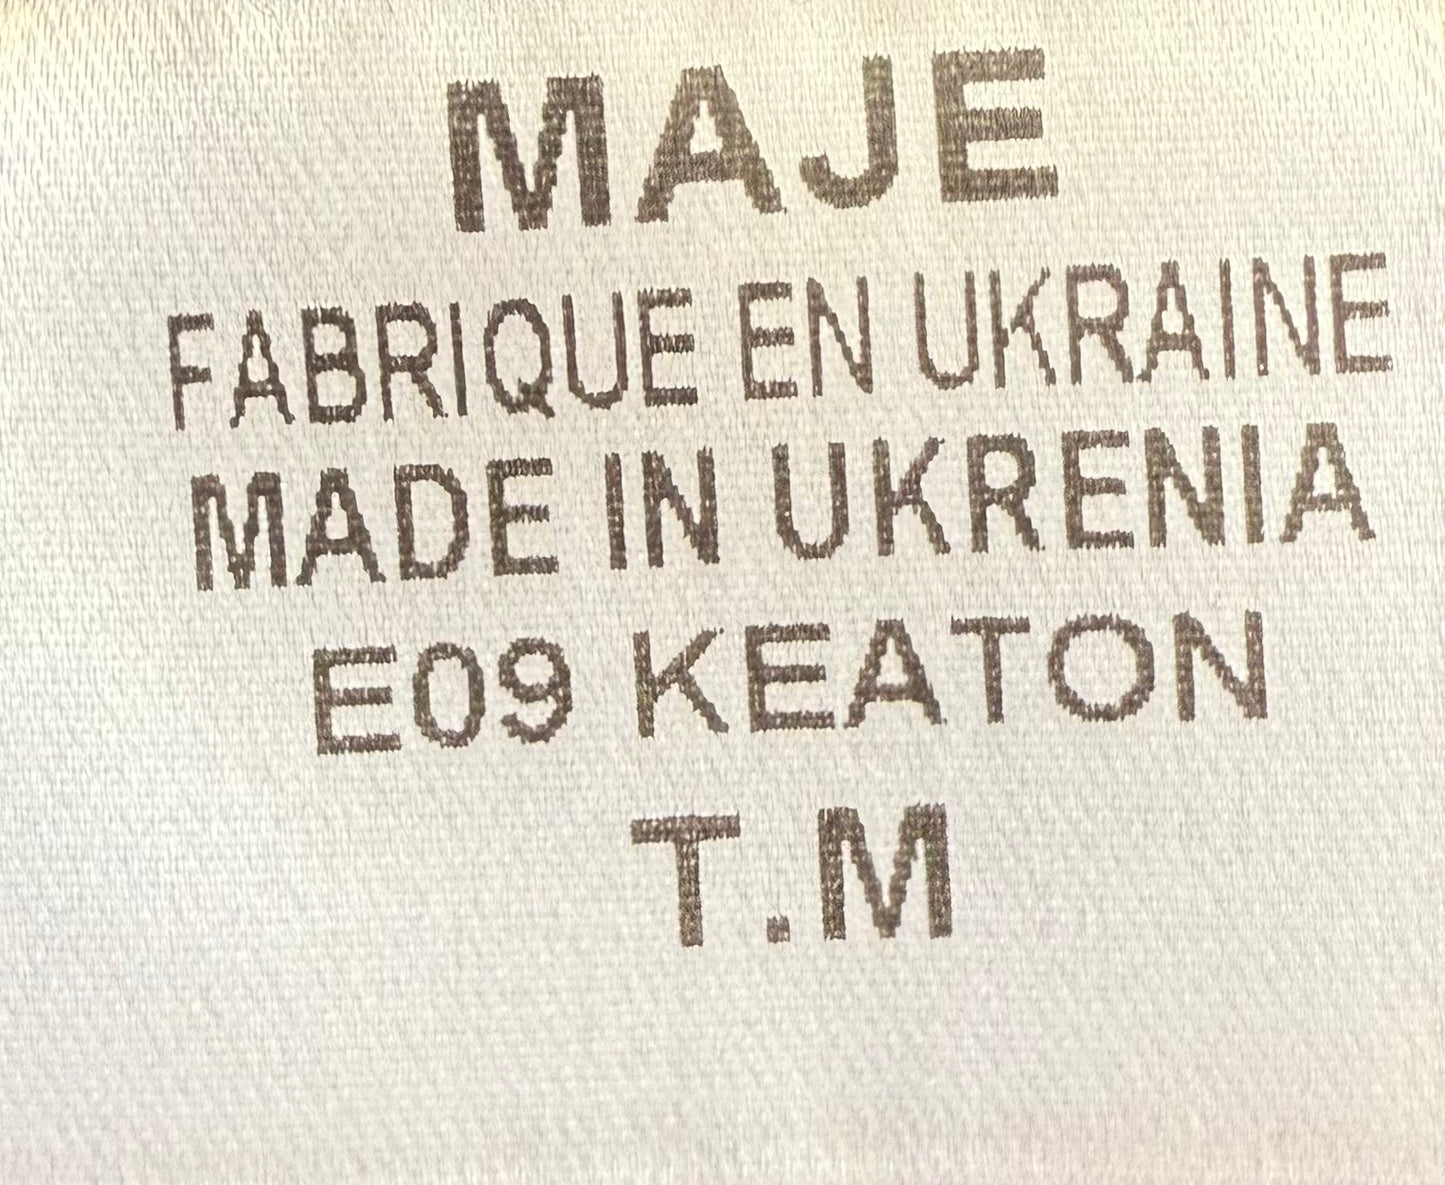 MAJE
FABRIQUE EN UKRAINE
MADE IN UKRENIA
E09 KEATON
T.M